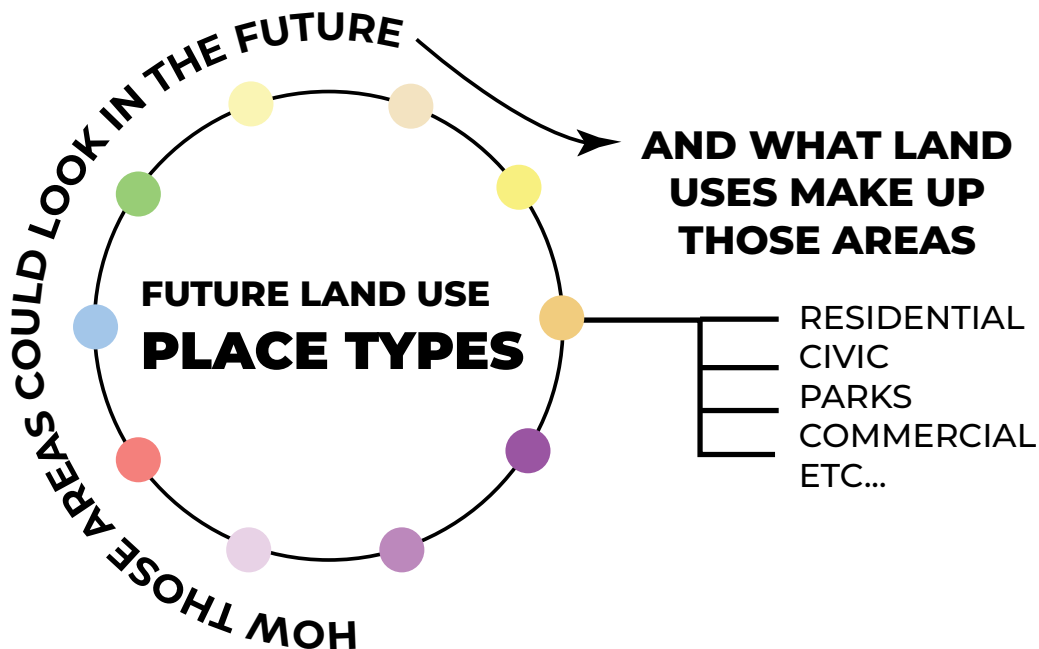 HOW THOSE AREAS COULD LOOK IN THE FUTURE
AND WHAT LAND
USES MAKE UP
THOSE AREAS
FUTURE LAND USE
PLACE TYPES
RESIDENTIAL
CIVIC
PARKS
COMMERCIAL
ETC...